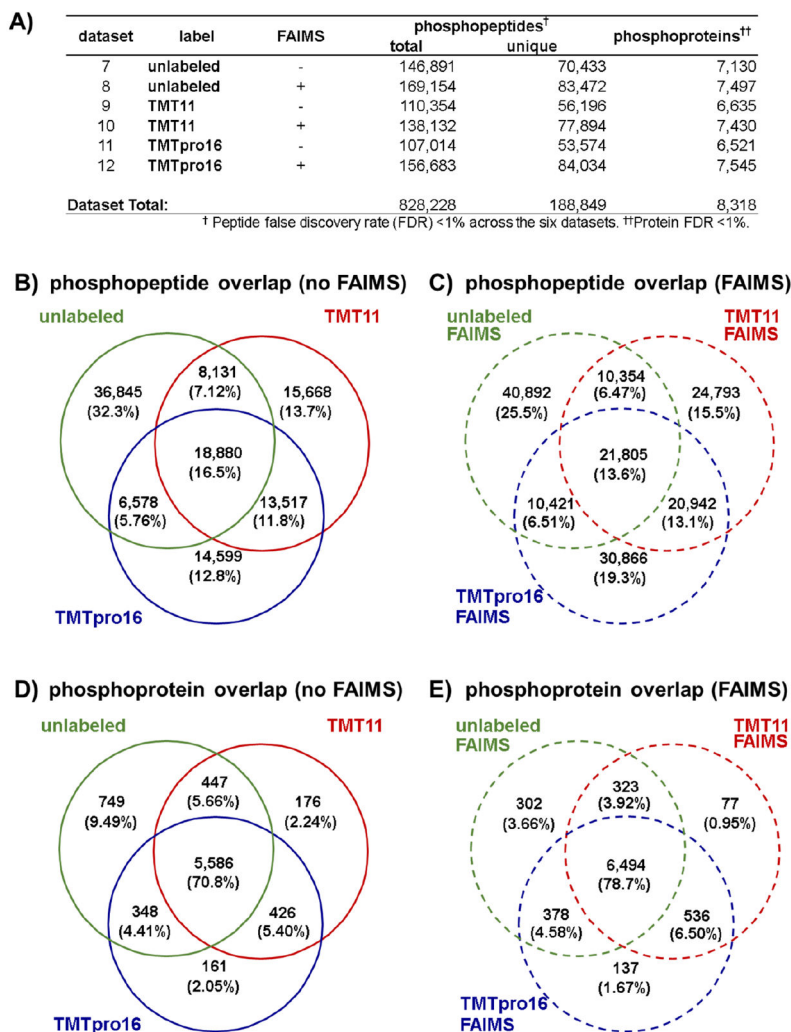 A)
phosphopeptides†
dataset label FAIMS total unique phosphoproteins††
7 unlabeled - 146,891 70,433 7,130
8 unlabeled + 169,154 83,472 7,497
9 TMT11 - 110,354 56,196 6,635
10 TMT11 + 138,132 77,894 7,430
11 TMTpro16 - 107,014 53,574 6,521
12 TMTpro16 + 156,683 84,034 7,545
Dataset Total: 828,228 188,849 8,318
† Peptide false discovery rate (FDR) <1% across the six datasets. ††Protein FDR <1%.
B) phosphopeptide overlap (no FAIMS)
unlabeled
TMT11
8,131
(7.12%)
36,845
(32.3%)
15,668
(13.7%)
18,880
(16.5%)
6,578
(5.76%)
13,517
(11.8%)
14,599
(12.8%)
TMTpro16
C) phosphopeptide overlap (FAIMS)
unlabeled
FAIMS
TMT11
FAIMS
10,354
(6.47%)
40,892
(25.5%)
24,793
(15.5%)
21,805
(13.6%)
10,421
(6.51%)
20,942
(13.1%)
30,866
(19.3%)
TMTpro16
FAIMS
D) phosphoprotein overlap (no FAIMS)
unlabeled
TMT11
447
(5.66%)
749
(9.49%)
176
(2.24%)
5,586
(70.8%)
348
(4.41%)
426
(5.40%)
161
(2.05%)
TMTpro16
E) phosphoprotein overlap (FAIMS)
unlabeled
FAIMS
TMT11
FAIMS
323
(3.92%)
302
(3.66%)
77
(0.95%)
6,494
(78.7%)
378
(4.58%)
536
(6.50%)
137
(1.67%)
TMTpro16
FAIMS